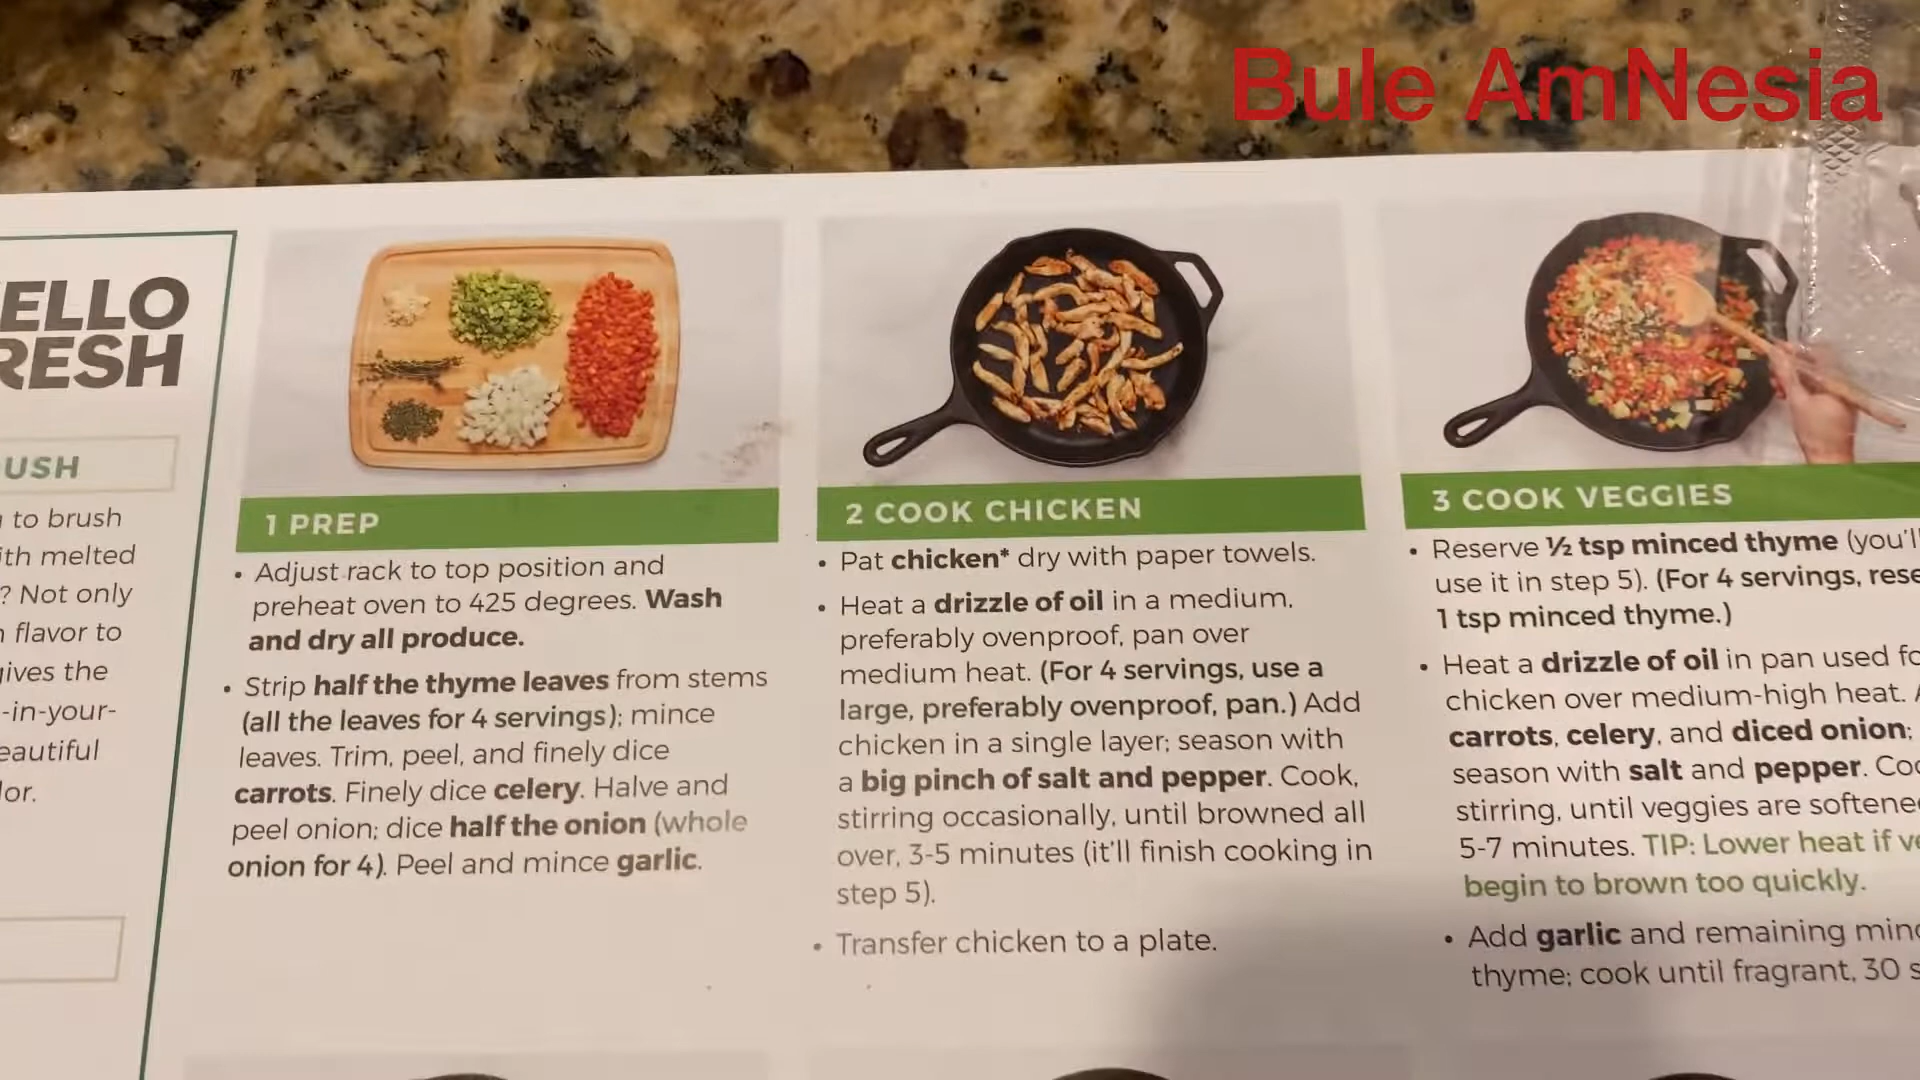 Bule AmNesia
ELLO
RESH
USH
to brush
melted
? Not only
flavor to
gives the
-in-your-
1 PREP
• Adjust rack to top position and
preheat oven to 425 degrees. Wash
and dry all produce.
• Strip half the thyme leaves from stems
(all the leaves for 4 servings); mince
leaves. Trim, peel, and finely dice
carrots. Finely dice celery. Halve and
peel onion; dice half the onion (whole
onion for 4). Peel and mince garlic.
2 COOK CHICKEN
• Pat chicken* dry with paper towels.
• Heat a drizzle of oil in a medium,
preferably ovenproof, pan over
medium heat. (For 4 servings, use a
large, preferably ovenproof, pan.) Add
chicken in a single layer; season with
a big pinch of salt and pepper. Cook,
stirring occasionally, until browned all
over, 3-5 minutes (it'll finish cooking in
step 5).
• Transfer chicken to a plate.
3 COOK VEGGIES
• Reserve ½ tsp minced thyme (you'll
use it in step 5). (For 4 servings,
1 tsp minced thyme.)
• Heat a drizzle of oil in pan used
chicken over medium-high heat.
carrots, celery, and diced onion;
season with salt and pepper.
stirring, until veggies are
5-7 minutes. TIP: Lower heat if
begin to brown too quickly.
• Add garlic and remaining
thyme; cook until fragrant, 30